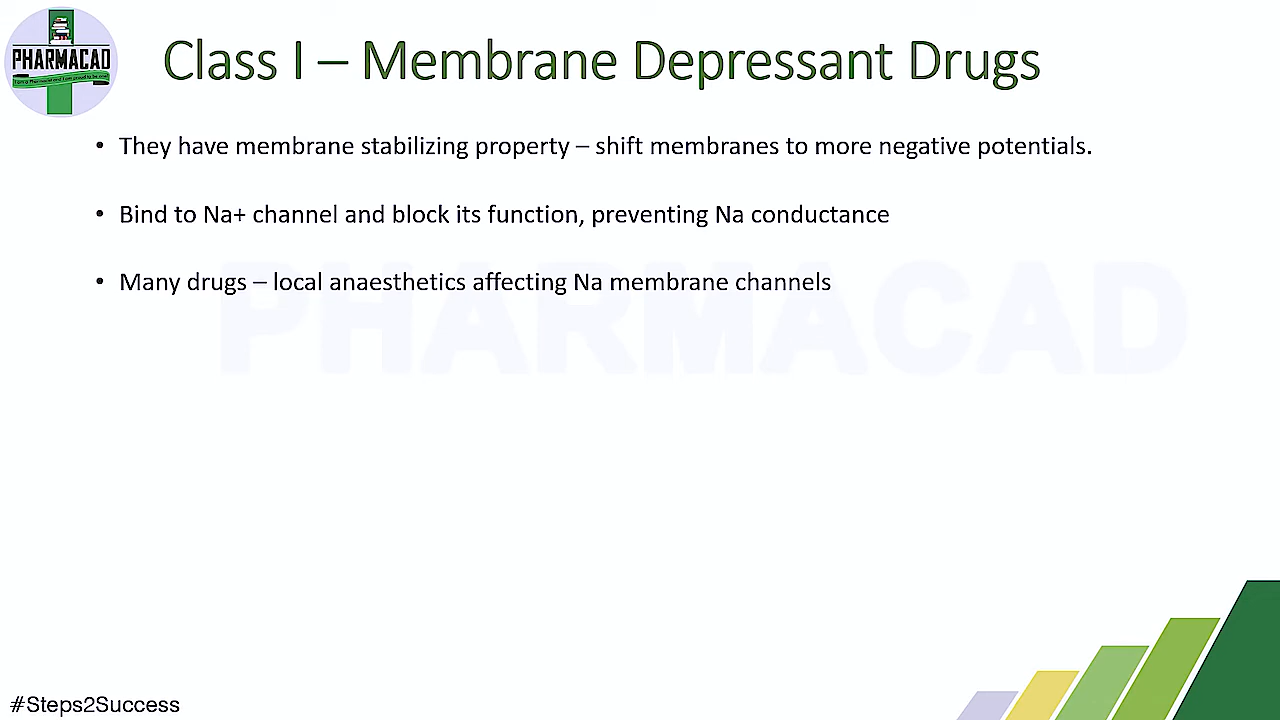 PHARMACAD
Class I – Membrane Depressant Drugs
• They have membrane stabilizing property – shift membranes to more negative potentials.
• Bind to Na+ channel and block its function, preventing Na conductance
• Many drugs – local anaesthetics affecting Na membrane channels
PHARMACAD
#Steps2Success